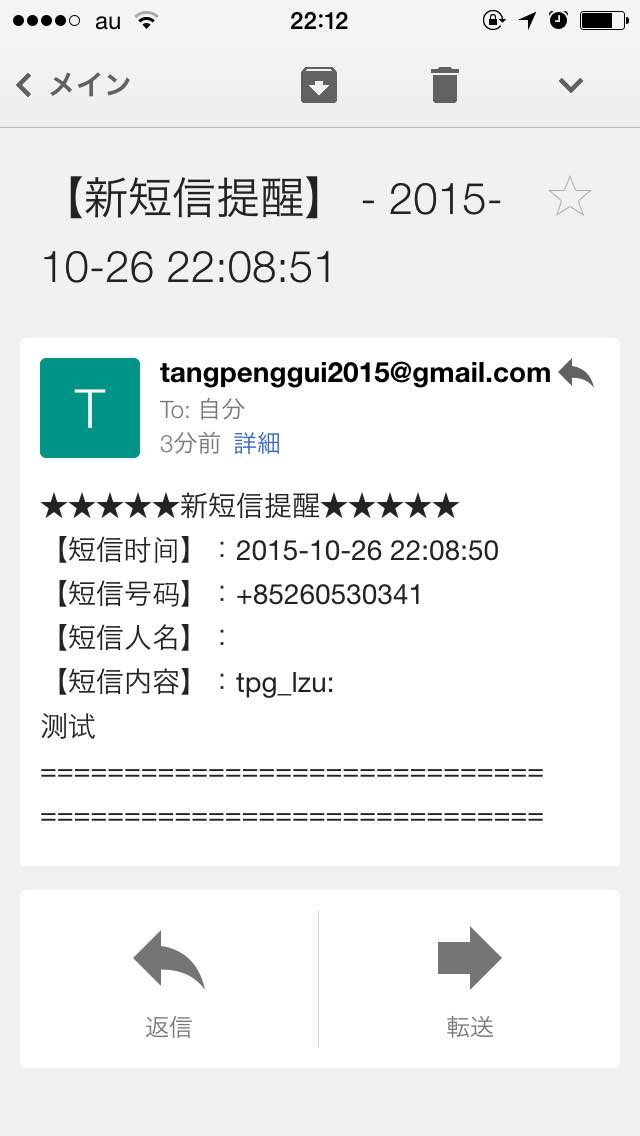 au
22:12
メイン
【新短信提醒】 - 2015-
10-26 22:08:51
T
tangpenggui2015@gmail.com
To: 自分
3分前 詳細
★★★★★新短信提醒★★★★★
【短信时间】：2015-10-26 22:08:50
【短信号码】：+85260530341
【短信人名】：
【短信内容】：tpg_lzu:
测试
==============================
==============================
返信
転送